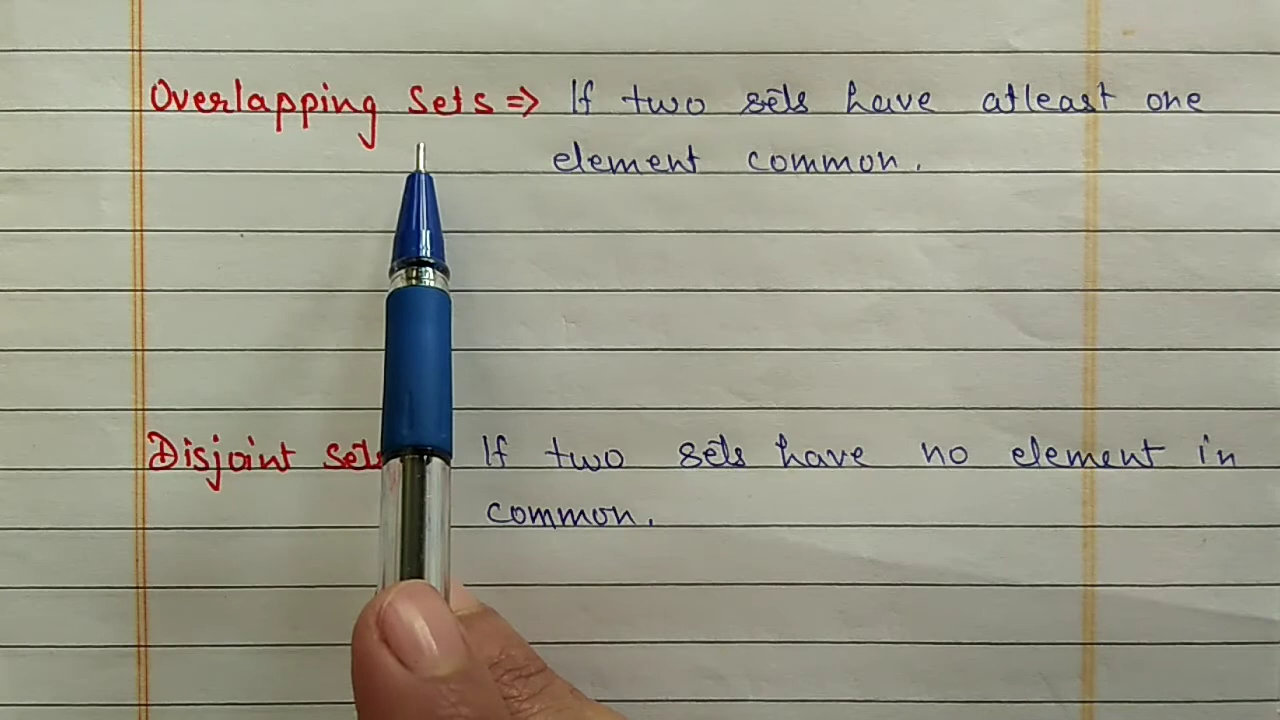 Overlapping Sets ⇒ If two sets have atleast one
element common.
Disjoint sets If two sets have no element in
common.